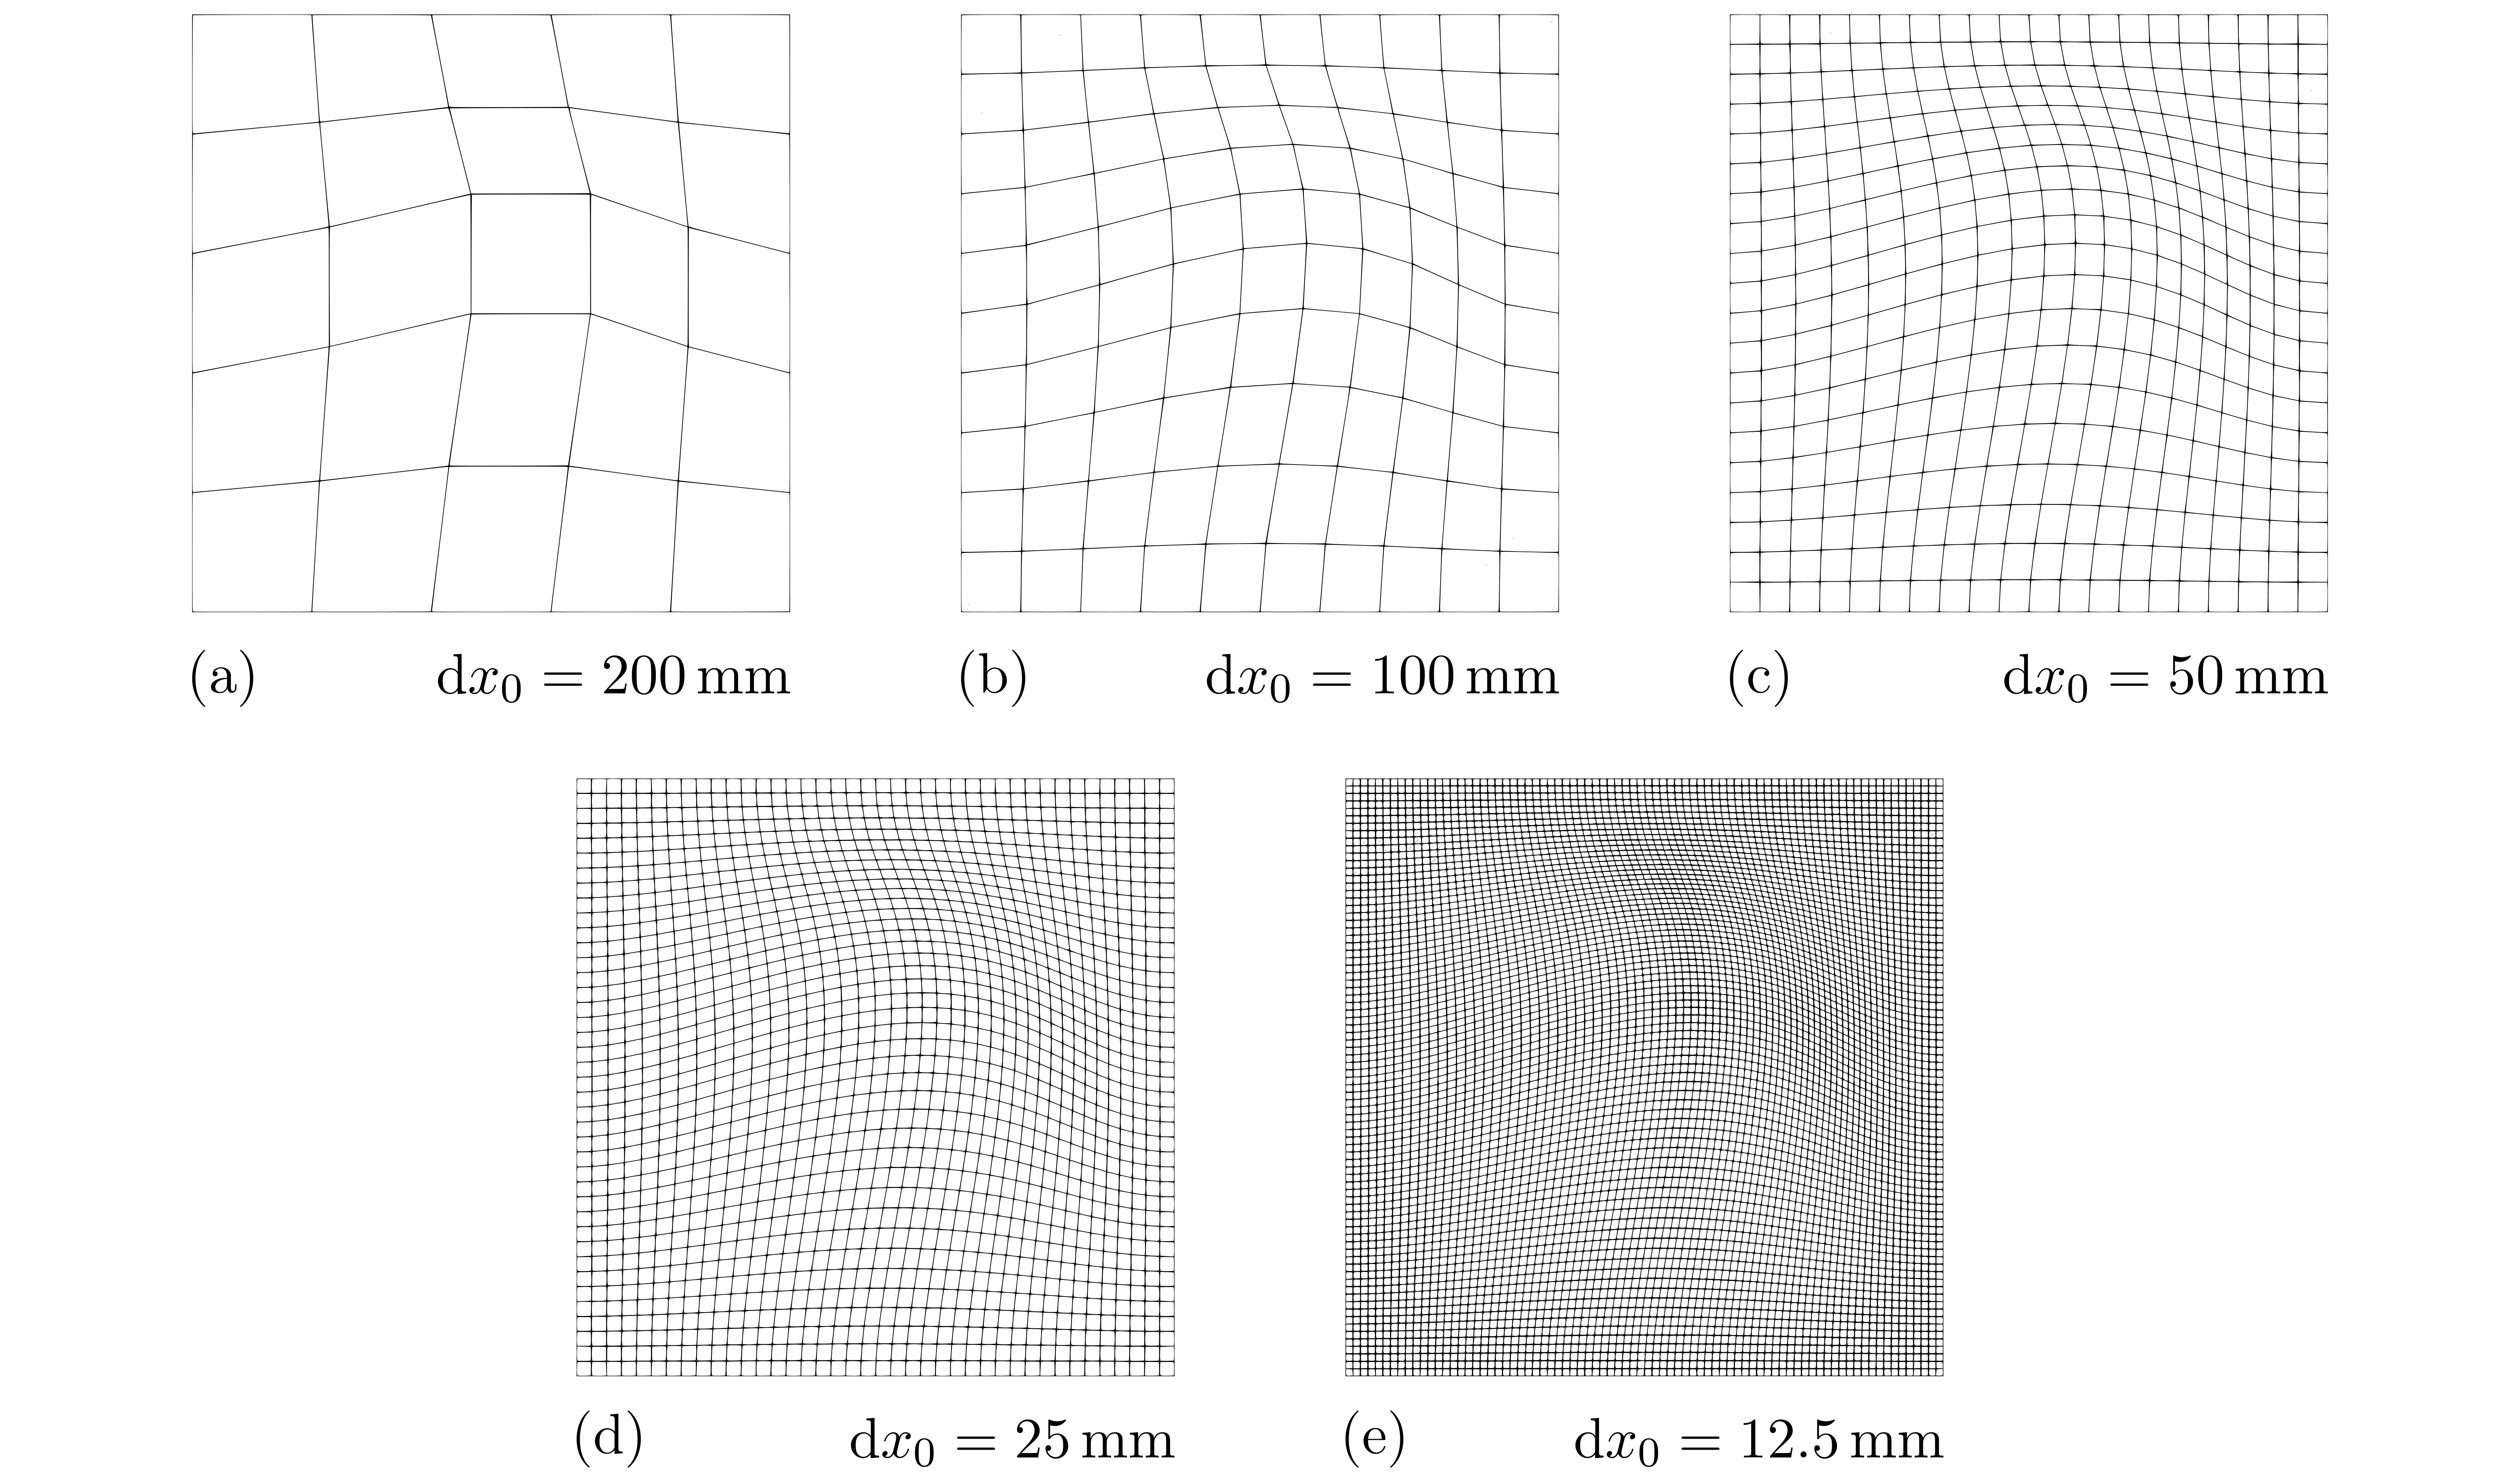 (a) dx₀ = 200 mm
(b) dx₀ = 100 mm
(c) dx₀ = 50 mm
(d) dx₀ = 25 mm
(e) dx₀ = 12.5 mm